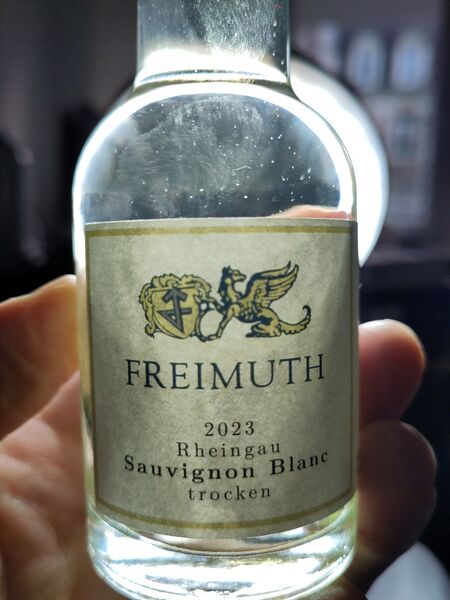 FREIMUTH
2023
Rheingau
Sauvignon Blanc
trocken